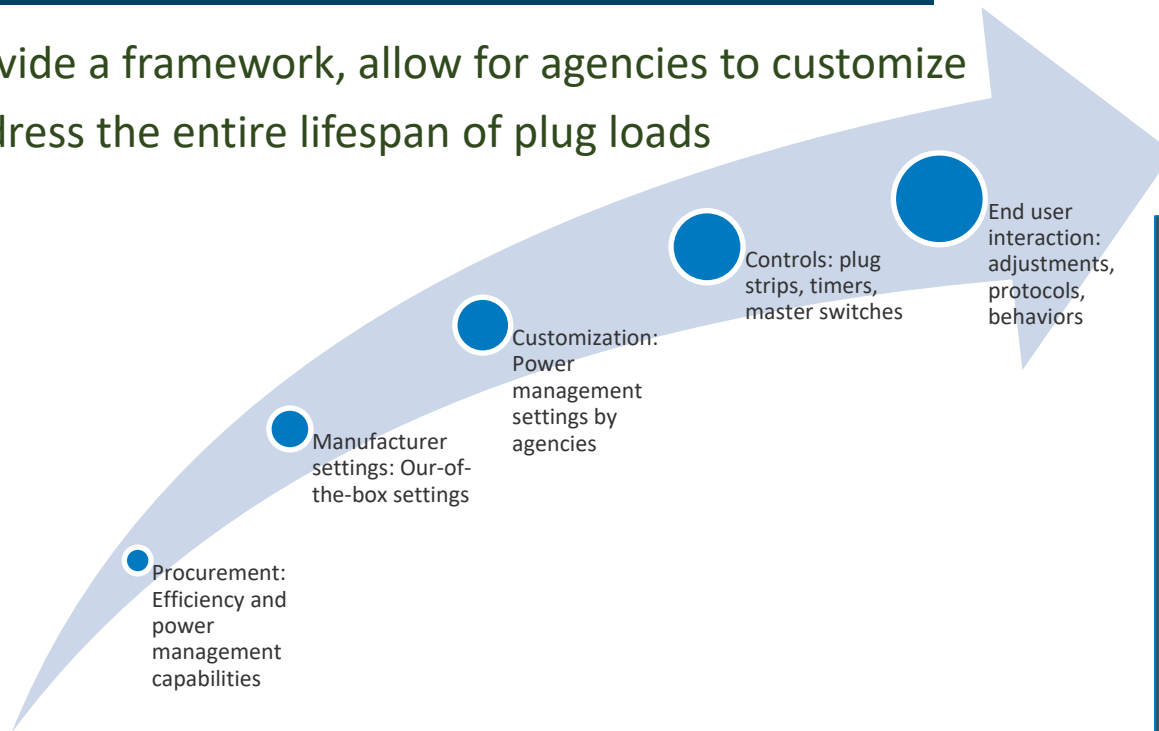 vide a framework, allow for agencies to customize
dress the entire lifespan of plug loads
End user
interaction:
adjustments,
protocols,
behaviors
Controls: plug
strips, timers,
master switches
Customization:
Power
management
settings by
agencies
Manufacturer
settings: Our-of-
the-box settings
Procurement:
Efficiency and
power
management
capabilities